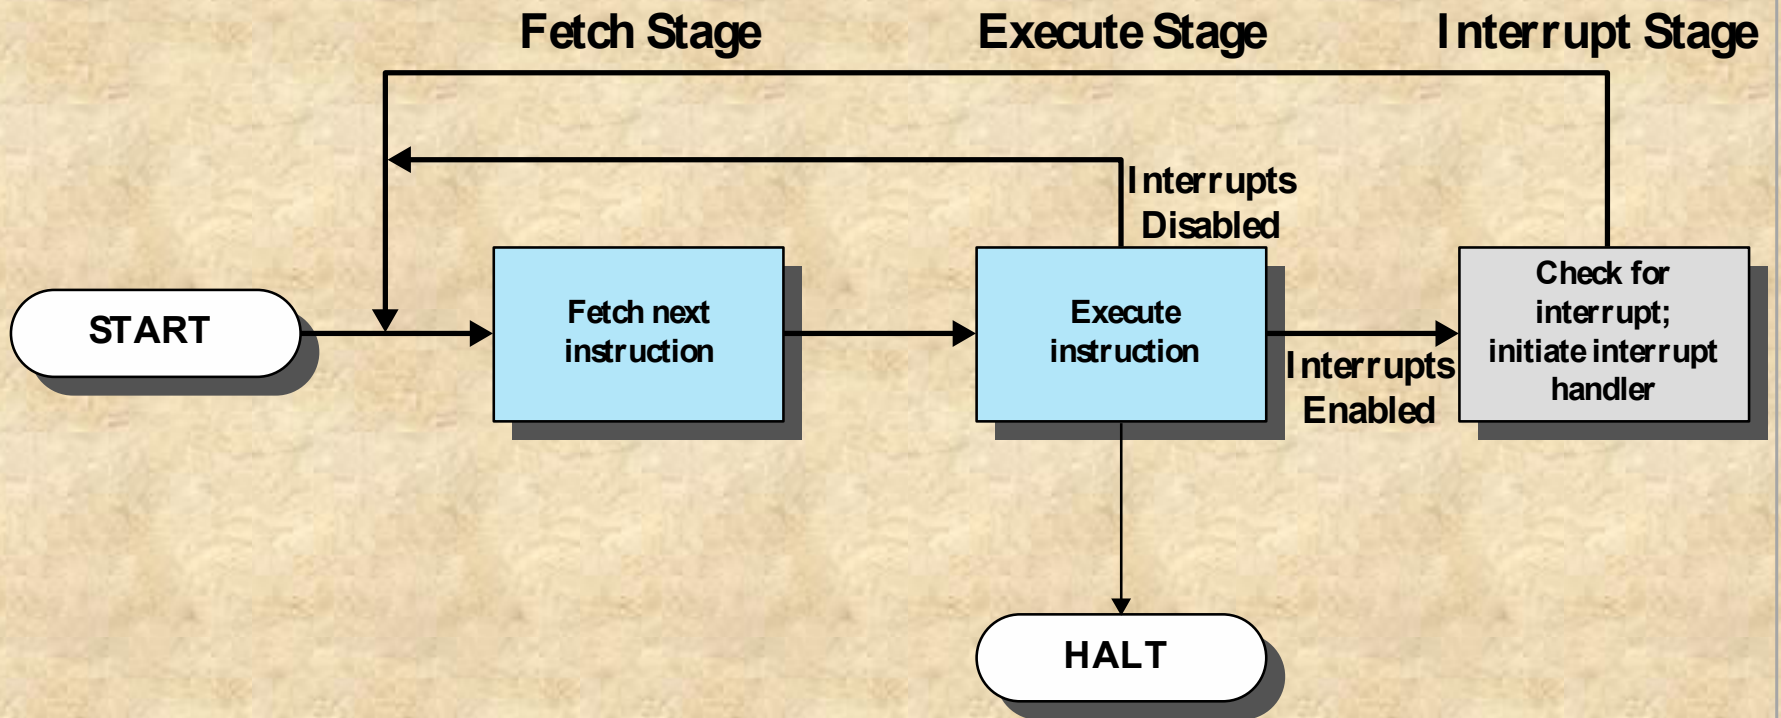 Fetch Stage
Execute Stage
Interrupt Stage
Interrupts
Disabled
START
Fetch next
instruction
Execute
instruction
Interrupts
Enabled
Check for
interrupt;
initiate interrupt
handler
HALT